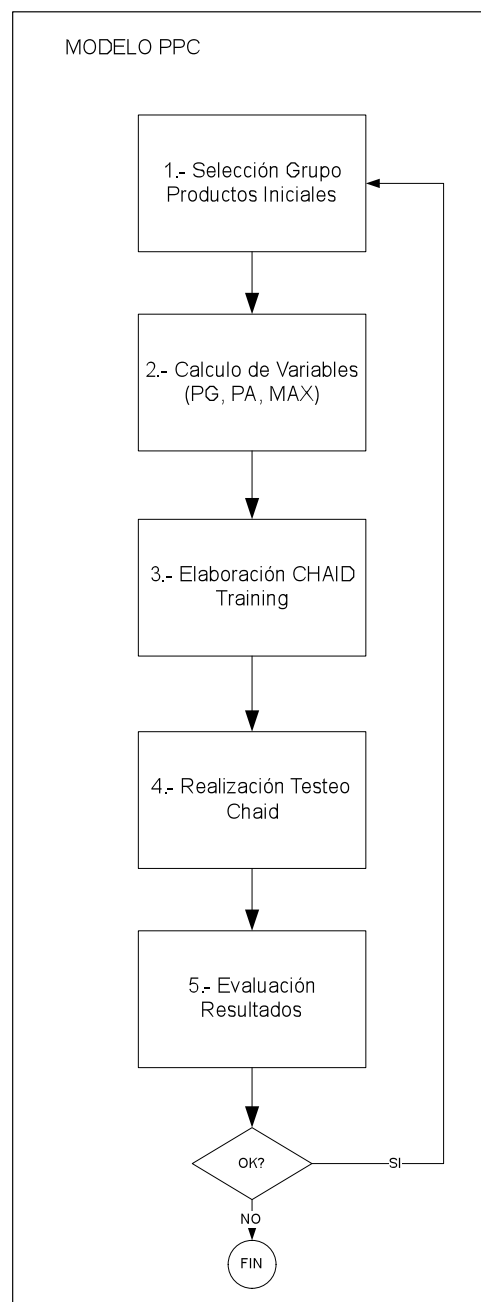 MODELO PPC
1.- Selección Grupo
Productos Iniciales
2.- Calculo de Variables
(PG, PA, MAX)
3.- Elaboración CHAID
Training
4.- Realización Testeo
Chaid
5.- Evaluación
Resultados
OK?
SI
NO
FIN